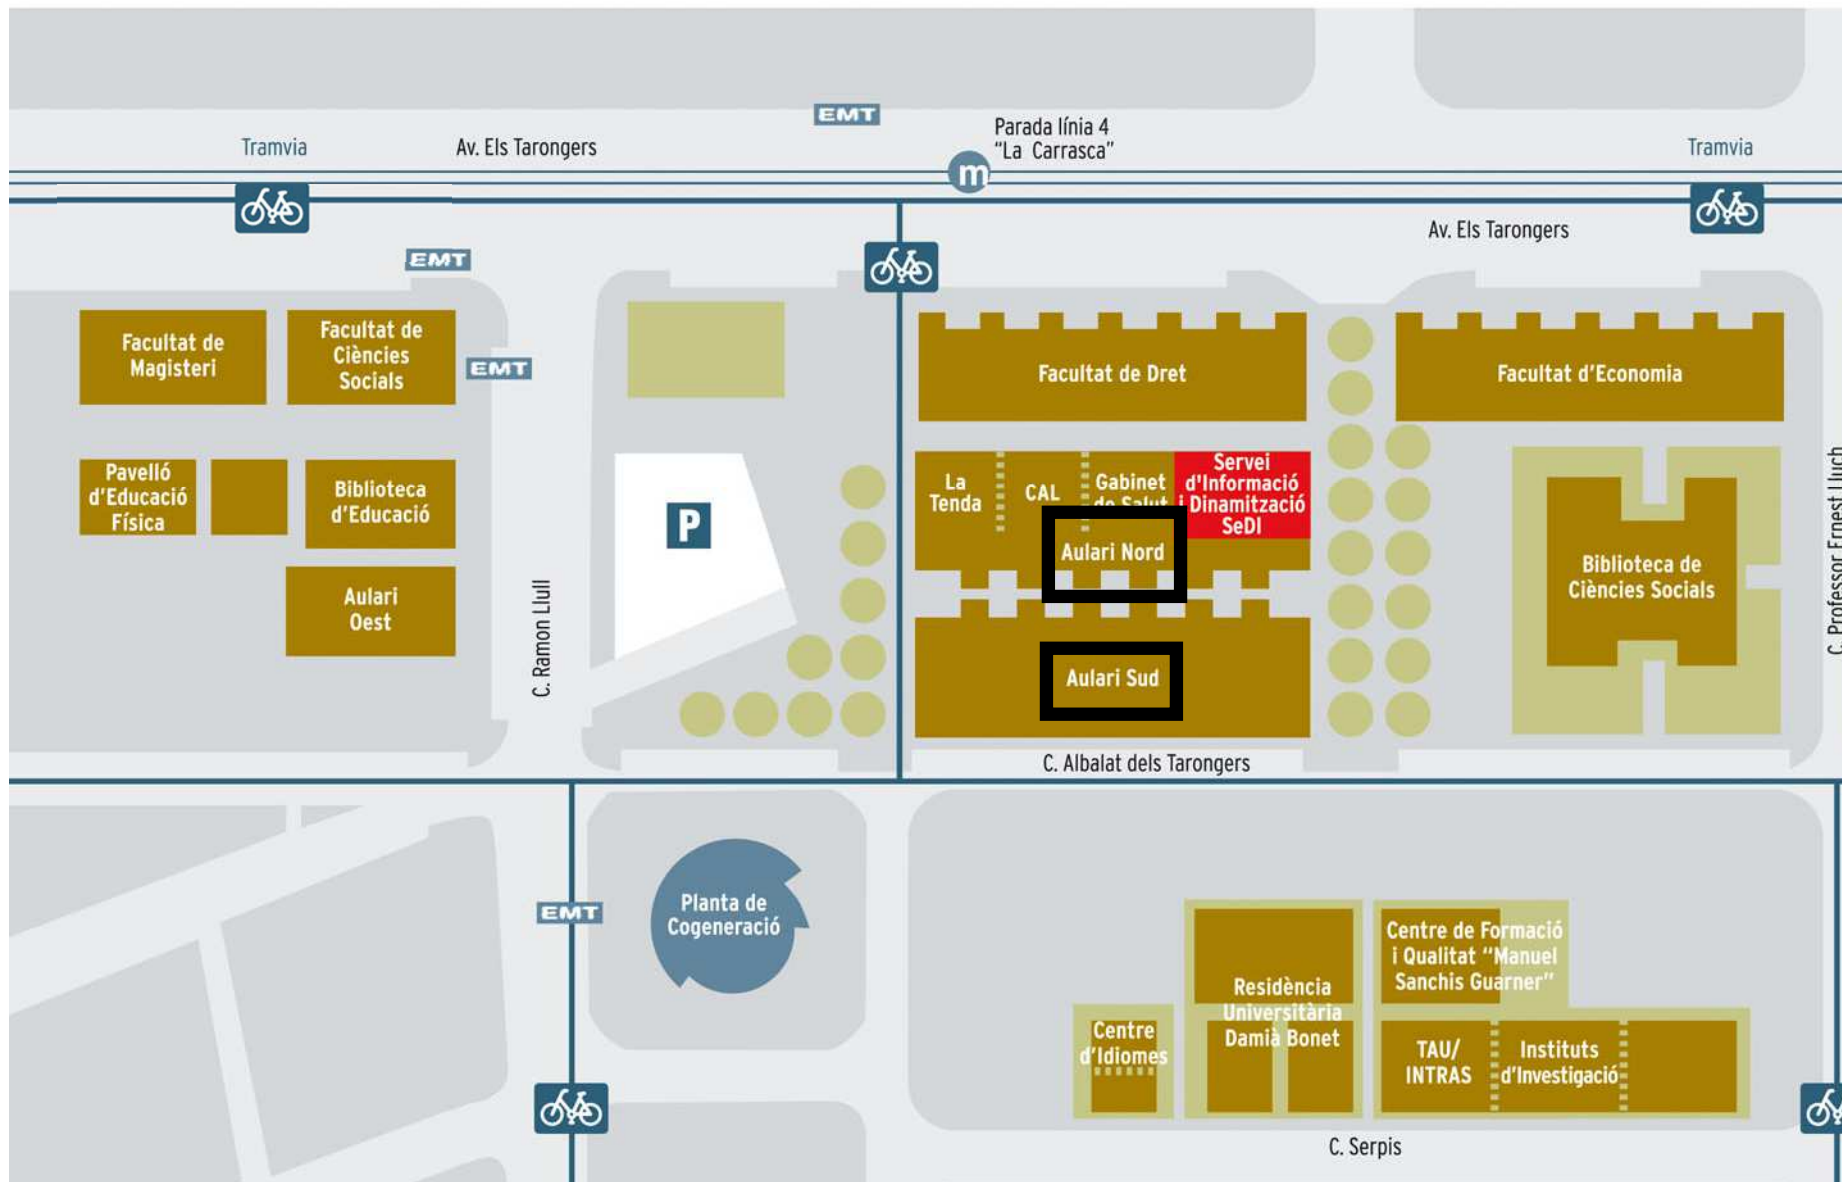 EMT
Parada línia 4
"La Carrasca"
Tramvia
Av. Els Tarongers
Tramvia
m
Av. Els Tarongers
EMT
Facultat de
Magisteri
Facultat de
Ciències
Socials
EMT
Facultat de Dret
Facultat d'Economia
Pavelló
d'Educació
Física
Biblioteca
d'Educació
Aulari
Oest
C. Ramon Llull
P
La
Tenda
CAL
Gabinet
de Salut
Servei
d'Informació
i Dinamització
SeDI
Aulari Nord
Aulari Sud
Biblioteca de
Ciències Socials
C. Professor Ernest Lluch
C. Albalat dels Tarongers
EMT
Planta de
Cogeneració
Centre
d'Idiomes
Residència
Universitària
Damià Bonet
Centre de Formació
i Qualitat "Manuel
Sanchis Guarner"
TAU/
INTRAS
Instituts
d'Investigació
C. Serpis